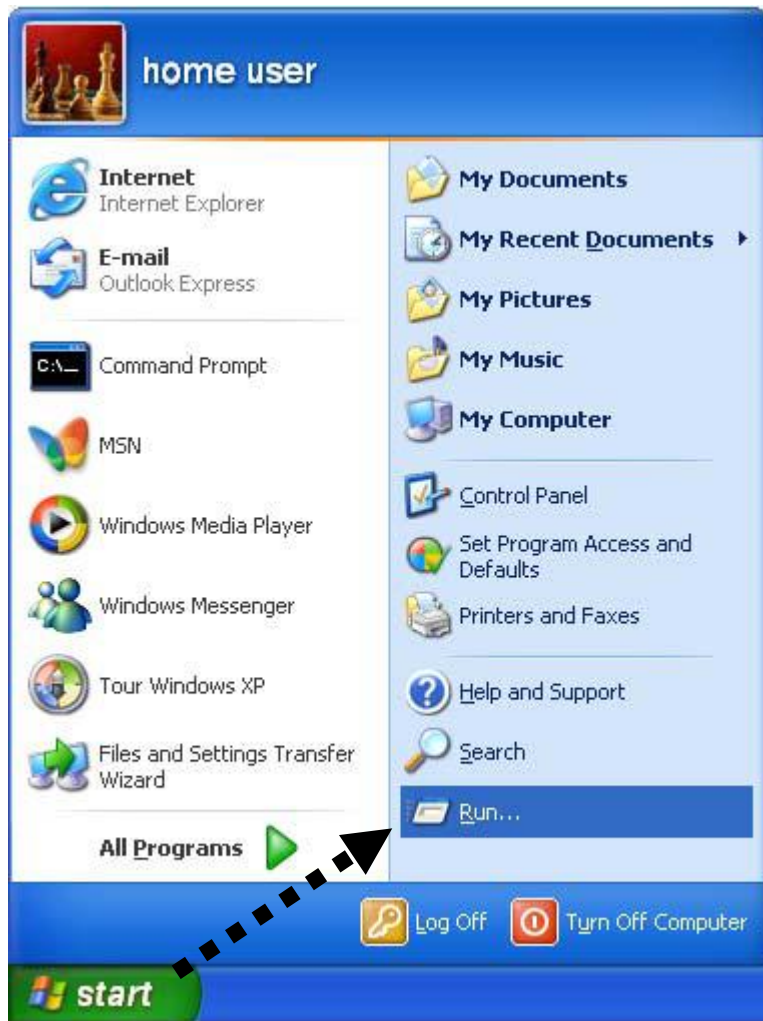 home user
Internet
Internet Explorer
E-mail
Outlook Express
C:\_
Command Prompt
MSN
Windows Media Player
Windows Messenger
Tour Windows XP
Files and Settings Transfer
Wizard
All Programs
My Documents
My Recent Documents
My Pictures
My Music
My Computer
Control Panel
Set Program Access and
Defaults
Printers and Faxes
Help and Support
Search
Run...
Log Off
Turn Off Computer
start